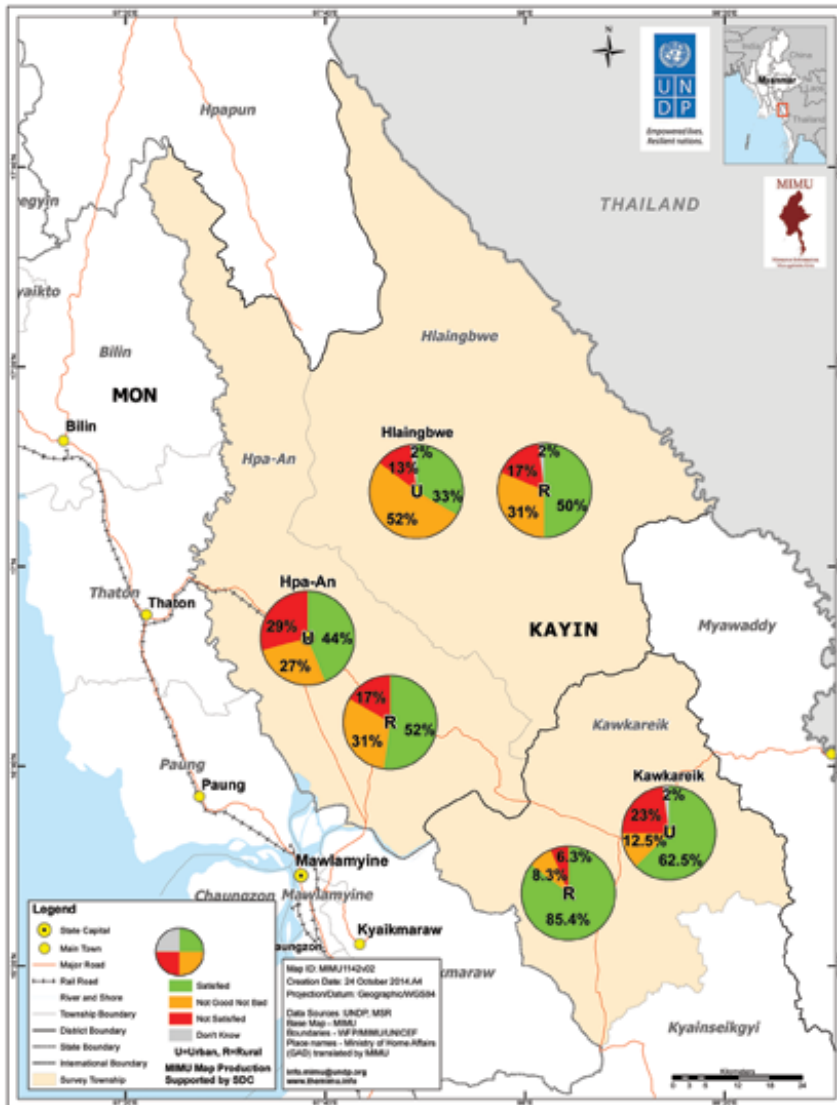 Hpapun
UN
DP
Empowered lives.
Resilient nations.
India
China
Myanmar
Laos
Thailand
MIMU
THAILAND
yaikto
Bilin
MON
Bilin
Hlaingbwe
Hpa-An
Hlaingbwe
2%
13%
U
33%
52%
2%
17%
R
50%
31%
Thaton
Thaton
Hpa-An
29%
U
44%
27%
KAYIN
Myawaddy
17%
R
52%
31%
Kawkareik
Paung
Paung
Kawkareik
2%
23%
U
12.5%
62.5%
6.3%
8.3%
R
85.4%
Mawlamyine
Chaungzon
Mawlamyine
Kyaikmaraw
Kyainseikgyi
Legend
State Capital
Main Town
Major Road
Rail Road
River and Shore
Township Boundary
District Boundary
State Boundary
International Boundary
Survey Township
Satisfied
Not Good Not Bad
Not Satisfied
Don't Know
U=Urban, R=Rural
MIMU Map Production
Supported by SDC
Map ID: MIMU1142v02
Creation Date: 24 October 2014.A4
Projection/Datum: Geographic/WGS84
Data Sources: UNDP, MSR
Base Map - MIMU
Boundaries - WFP/MIMU/UNICEF
Place names - Ministry of Home Affairs
(GAD) translated by MIMU
info.mimu@undp.org
www.themimu.info
Kilometers